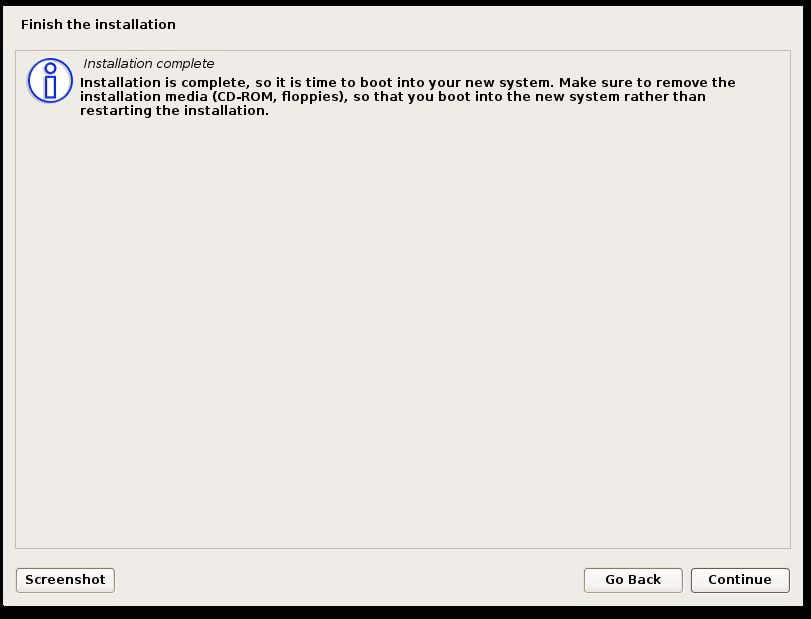 Finish the installation
Installation complete
Installation is complete, so it is time to boot into your new system. Make sure to remove the
installation media (CD-ROM, floppies), so that you boot into the new system rather than
restarting the installation.
Screenshot
Go Back
Continue